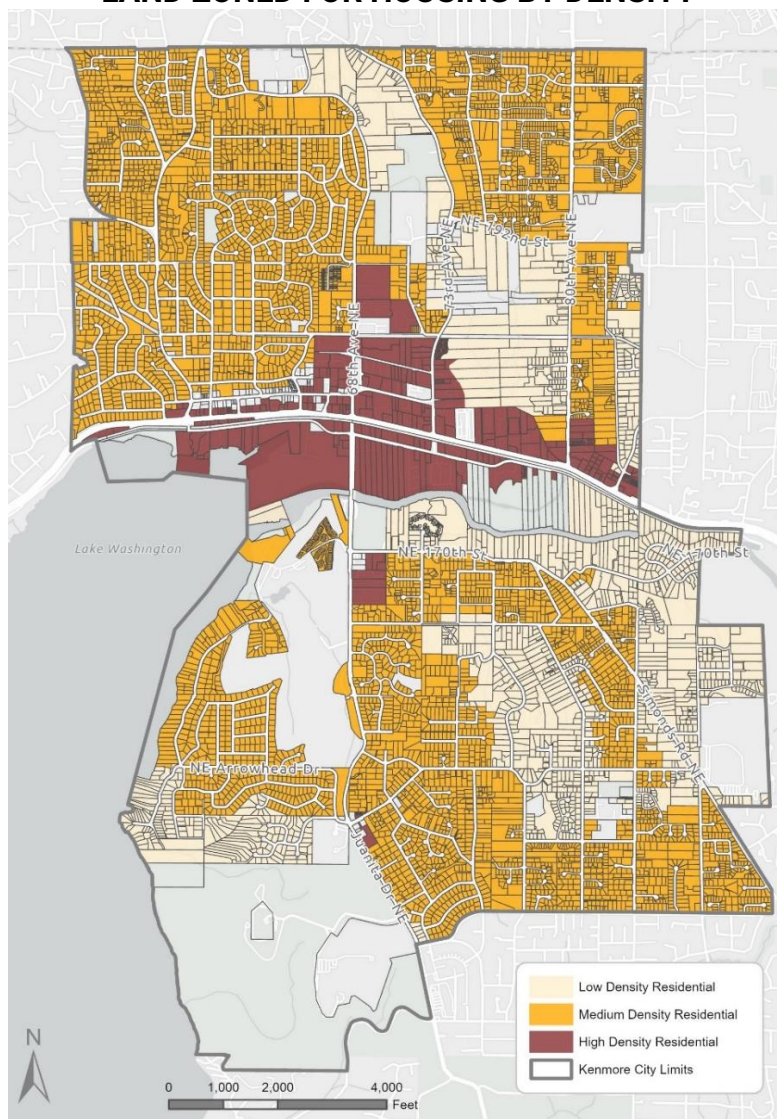 LAND ZONED FOR HOUSING BY DENSITY
NE 192nd St
73rd Ave NE
80th Ave NE
68th Ave NE
Lake Washington
NE 170th St
NE 170th St
Simonds Rd NE
NE Arrowhead Dr
Juanita Dr NE
Low Density Residential
Medium Density Residential
High Density Residential
Kenmore City Limits
N
0 1,000 2,000 4,000
Feet